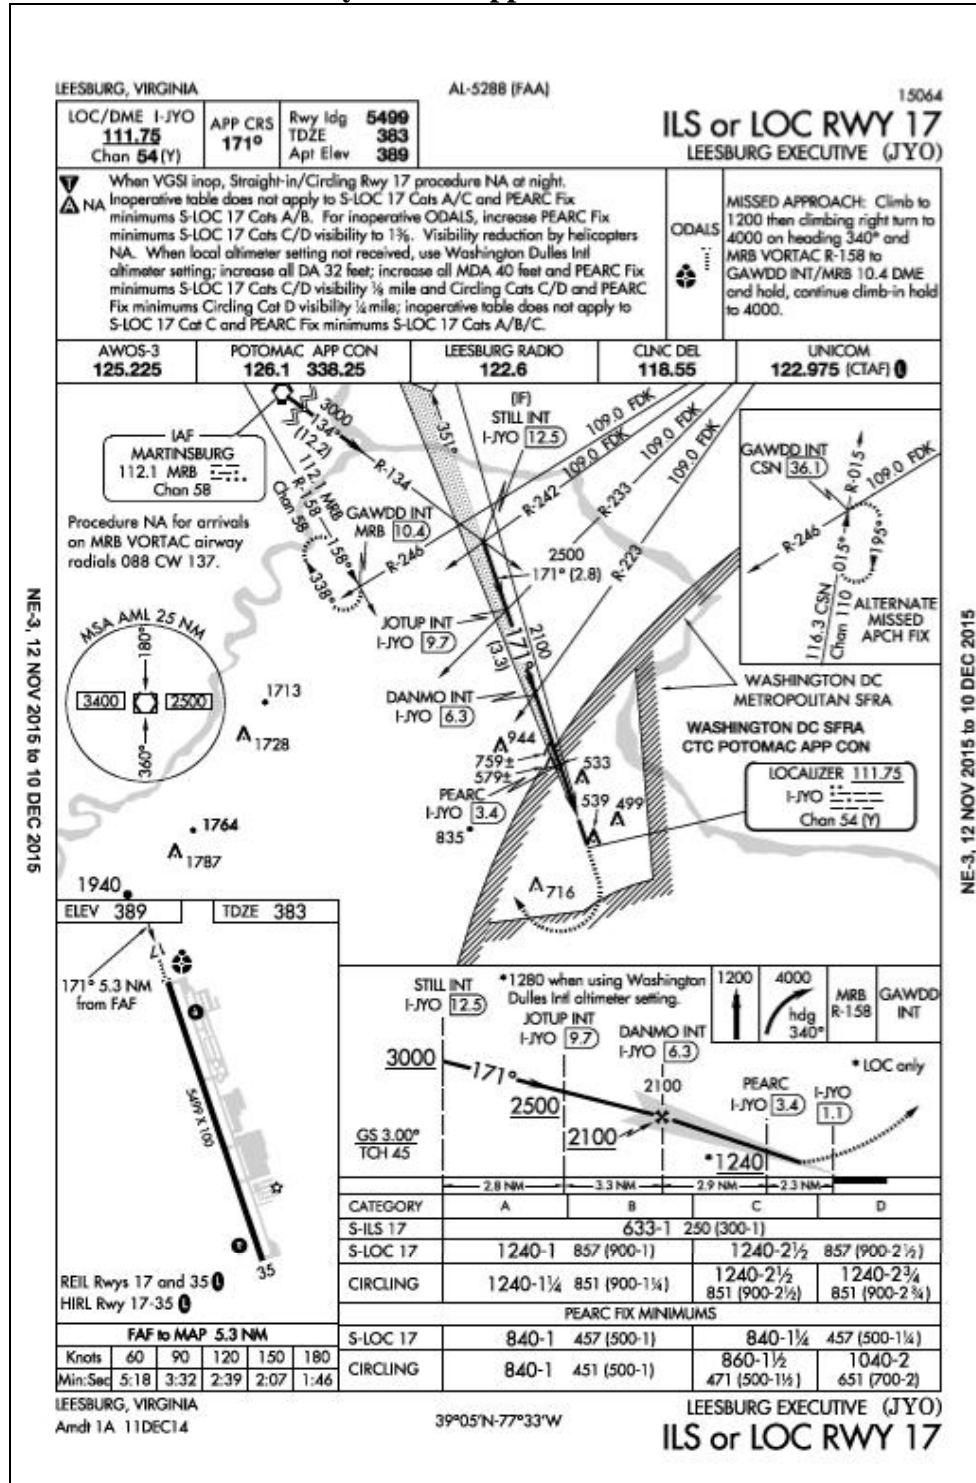 LEESBURG, VIRGINIA
AL-5288 (FAA)
15064
LOC/DME I-JYO
111.75
Chan 54 (Y)
APP CRS
171°
Rwy ldg 5499
TDZE 383
Apt Elev 389
ILS or LOC RWY 17
LEESBURG EXECUTIVE (JYO)
T
A NA
When VGSI inop, Straight-in/Circling Rwy 17 procedure NA at night.
Inoperative table does not apply to S-LOC 17 Cats A/C and PEARC Fix
minimums S-LOC 17 Cats A/B. For inoperative ODALS, increase PEARC Fix
minimums S-LOC 17 Cats C/D visibility to 1⅜. Visibility reduction by helicopters
NA. When local altimeter setting not received, use Washington Dulles Intl
altimeter setting; increase all DA 32 feet; increase all MDA 40 feet and PEARC Fix
minimums S-LOC 17 Cats C/D visibility ⅛ mile and Circling Cats C/D and PEARC
Fix minimums Circling Cat D visibility ¼ mile; inoperative table does not apply to
S-LOC 17 Cat C and PEARC Fix minimums S-LOC 17 Cats A/B/C.
ODALS
MISSED APPROACH: Climb to
1200 then climbing right turn to
4000 on heading 340° and
MRB VORTAC R-158 to
GAWDD INT/MRB 10.4 DME
and hold, continue climb-in hold
to 4000.
AWOS-3
125.225
POTOMAC APP CON
126.1 338.25
LEESBURG RADIO
122.6
CLNC DEL
118.55
UNICOM
122.975 (CTAF) L
IAF
MARTINSBURG
112.1 MRB
Chan 58
3000
134°
(12.2)
R-134
112.1 MRB
Chan 58
R-158
158°
338°
GAWDD INT
MRB 10.4
R-246
351°
(IF)
STILL INT
I-JYO 12.5
109.0 FDK
109.0 FDK
109.0 FDK
109.0 FDK
R-242
R-233
R-223
2500
171° (2.8)
GAWDD INT
CSN 36.1
R-015
109.0 FDK
R-246
015°
195°
116.3 CSN
Chan 110
ALTERNATE
MISSED
APCH FIX
Procedure NA for arrivals
on MRB VORTAC airway
radials 088 CW 137.
JOTUP INT
I-JYO 9.7
171°
2100
(3.3)
DANMO INT
I-JYO 6.3
MSA AML 25 NM
180°
3400
2500
360°
1713
1728
1764
1787
1940
944
759±
579±
533
PEARC
I-JYO 3.4
835
539
499
716
WASHINGTON DC
METROPOLITAN SFRA
WASHINGTON DC SFRA
CTC POTOMAC APP CON
LOCALIZER 111.75
I-JYO
Chan 54 (Y)
NE-3, 12 NOV 2015 to 10 DEC 2015
NE-3, 12 NOV 2015 to 10 DEC 2015
ELEV 389
TDZE 383
171° 5.3 NM
from FAF
17
5499 X 100
35
REIL Rwys 17 and 35 L
HIRL Rwy 17-35 L
FAF to MAP 5.3 NM
Knots 60 90 120 150 180
Min:Sec 5:18 3:32 2:39 2:07 1:46
STILL INT
I-JYO 12.5
*1280 when using Washington
Dulles Intl altimeter setting.
JOTUP INT
I-JYO 9.7
DANMO INT
I-JYO 6.3
1200
4000
hdg
340°
MRB
R-158
GAWDD
INT
* LOC only
3000
171°
2500
2100
2100
PEARC
I-JYO 3.4
I-JYO
1.1
*1240
GS 3.00°
TCH 45
2.8 NM
3.3 NM
2.9 NM
2.3 NM
CATEGORY A B C D
S-ILS 17 633-1 250 (300-1)
S-LOC 17 1240-1 857 (900-1) 1240-2½ 857 (900-2½)
CIRCLING 1240-1¼ 851 (900-1¼) 1240-2½ 851 (900-2½) 1240-2¾ 851 (900-2¾)
PEARC FIX MINIMUMS
S-LOC 17 840-1 457 (500-1) 840-1¼ 457 (500-1¼)
CIRCLING 840-1 451 (500-1) 860-1½ 471 (500-1½) 1040-2 651 (700-2)
LEESBURG, VIRGINIA
Amdt 1A 11DEC14
39°05'N-77°33'W
LEESBURG EXECUTIVE (JYO)
ILS or LOC RWY 17